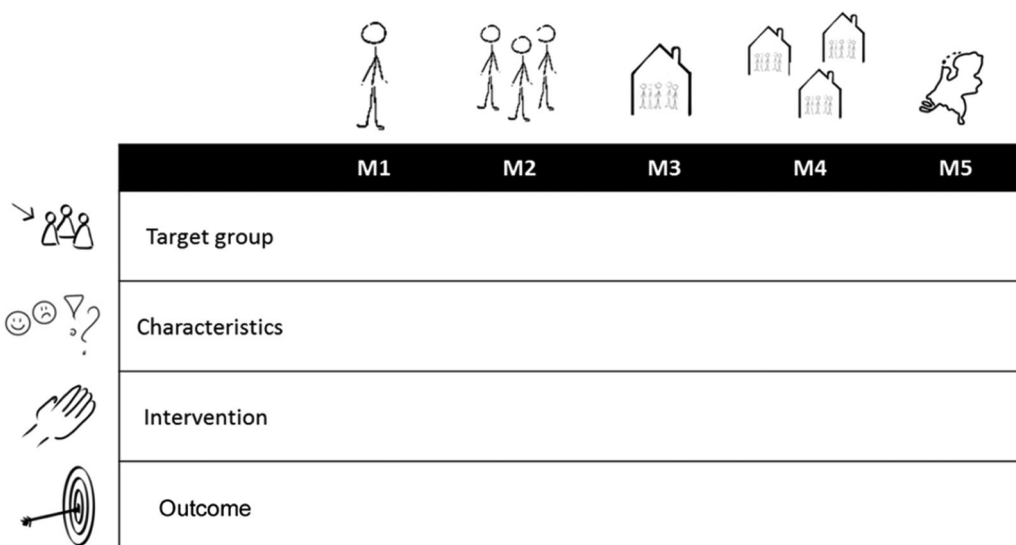 M1 M2 M3 M4 M5
Target group
Characteristics
Intervention
Outcome